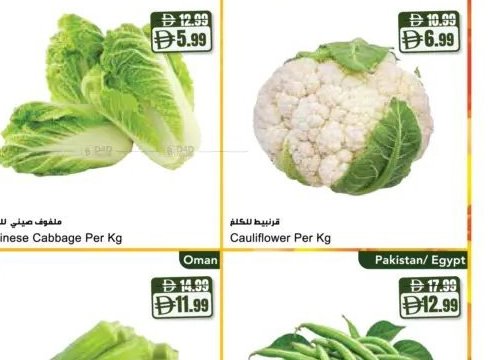 12.99
5.99
10.99
6.99
ملفوف صيني
قرنبيط للكلغ
inese Cabbage Per Kg
Cauliflower Per Kg
Oman
Pakistan/ Egypt
14.99
11.99
17.99
12.99